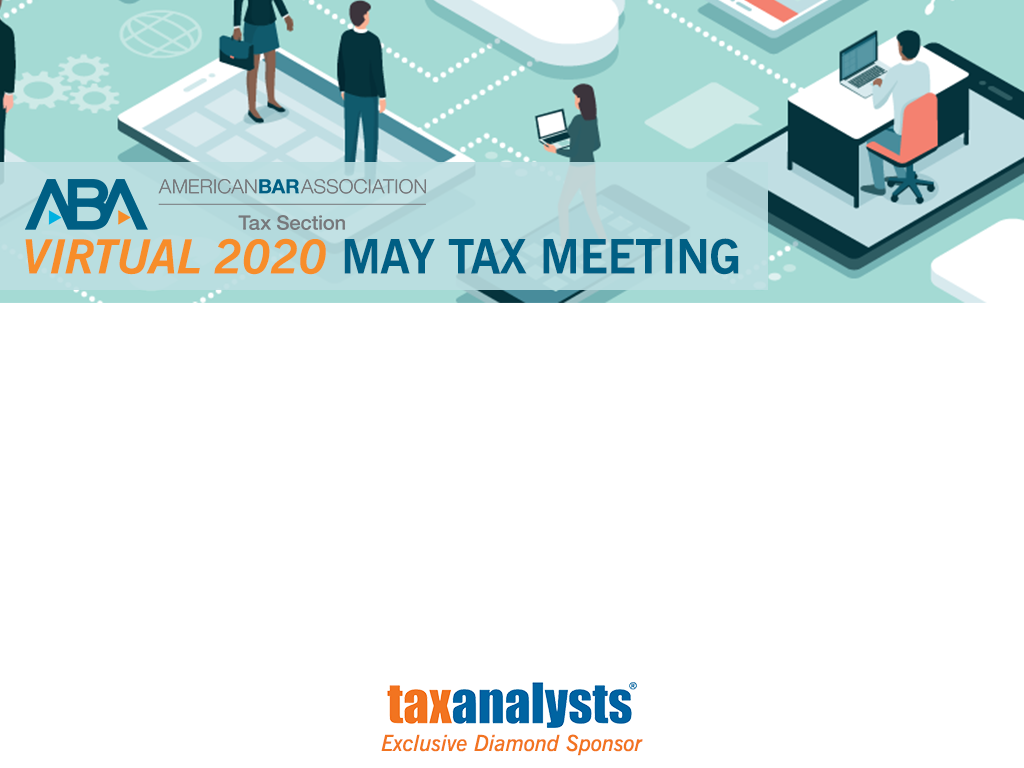 ABA
AMERICANBARASSOCIATION
Tax Section
VIRTUAL 2020 MAY TAX MEETING
taxanalysts®
Exclusive Diamond Sponsor